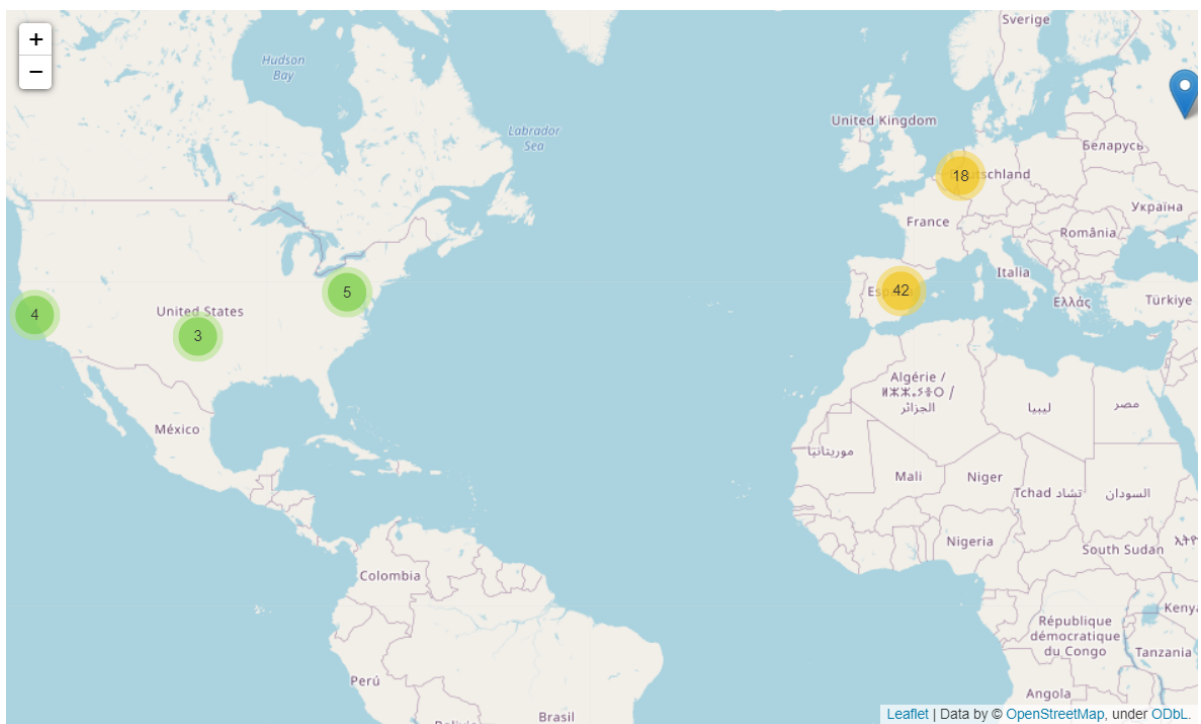 +
−
Hudson
Bay
Labrador
Sea
Sverige
United Kingdom
Беларусь
18
Україна
France
România
Italia
42
Ελλάς
Türkiye
5
4
United States
3
México
Algérie /
الجزائر
ليبيا
مصر
موريتانيا
Mali
Niger
Tchad تشاد
السودان
Nigeria
South Sudan
Colombia
Kenya
République
démocratique
du Congo
Tanzania
Perú
Brasil
Angola
Leaflet | Data by © OpenStreetMap, under ODbL.